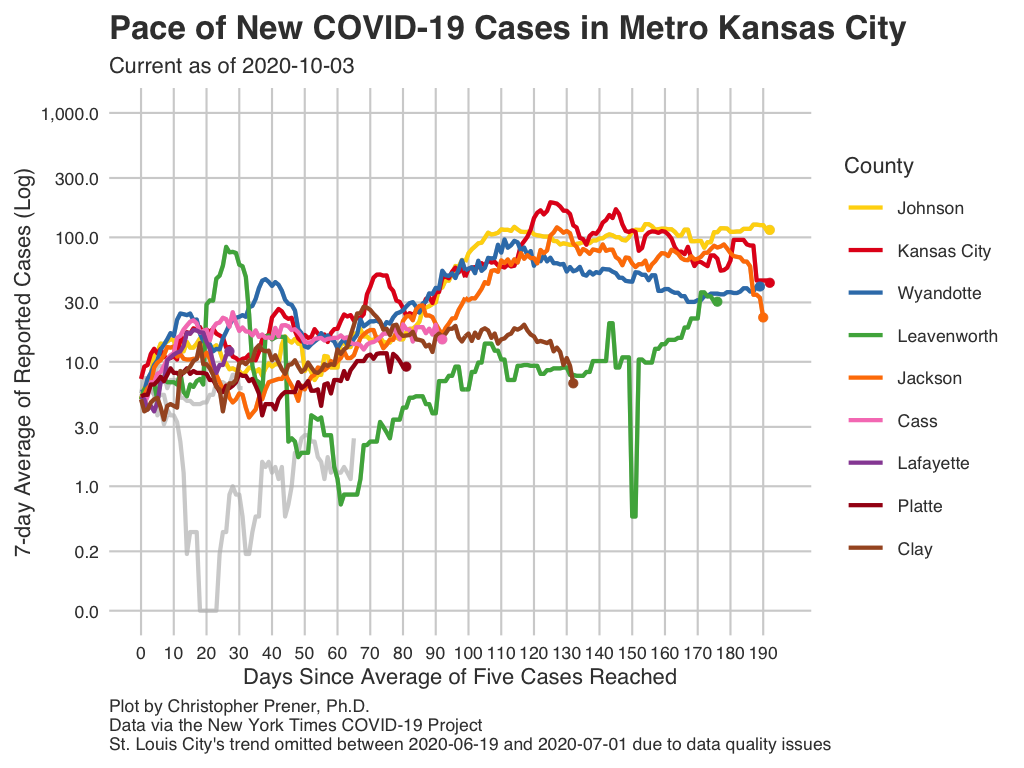 Pace of New COVID-19 Cases in Metro Kansas City
Current as of 2020-10-03
7-day Average of Reported Cases (Log)
1,000.0
300.0
100.0
30.0
10.0
3.0
1.0
0.2
0.0
0 10 20 30 40 50 60 70 80 90 100 110 120 130 140 150 160 170 180 190
Days Since Average of Five Cases Reached
County
Johnson
Kansas City
Wyandotte
Leavenworth
Jackson
Cass
Lafayette
Platte
Clay
Plot by Christopher Prener, Ph.D.
Data via the New York Times COVID-19 Project
St. Louis City's trend omitted between 2020-06-19 and 2020-07-01 due to data quality issues